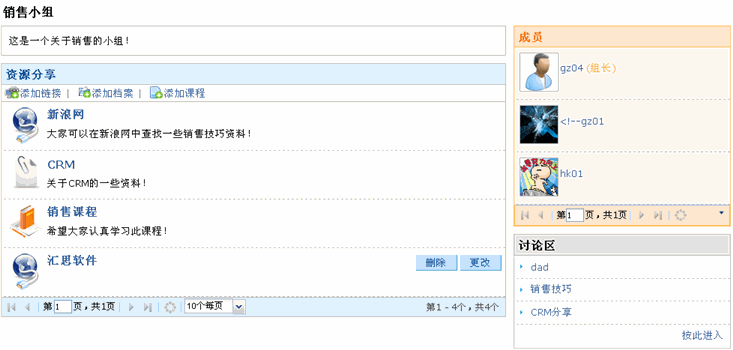 销售小组
这是一个关于销售的小组！
资源分享
添加链接 | 添加档案 | 添加课程
新浪网
大家可以在新浪网中查找一些销售技巧资料！
CRM
关于CRM的一些资料！
销售课程
希望大家认真学习此课程！
汇思软件
删除 更改
第1页，共1页 10个每页 第1 - 4个，共4个
成员
gz04 (组长)
<!--gz01
hk01
第1页，共1页
讨论区
dad
销售技巧
CRM分享
按此进入